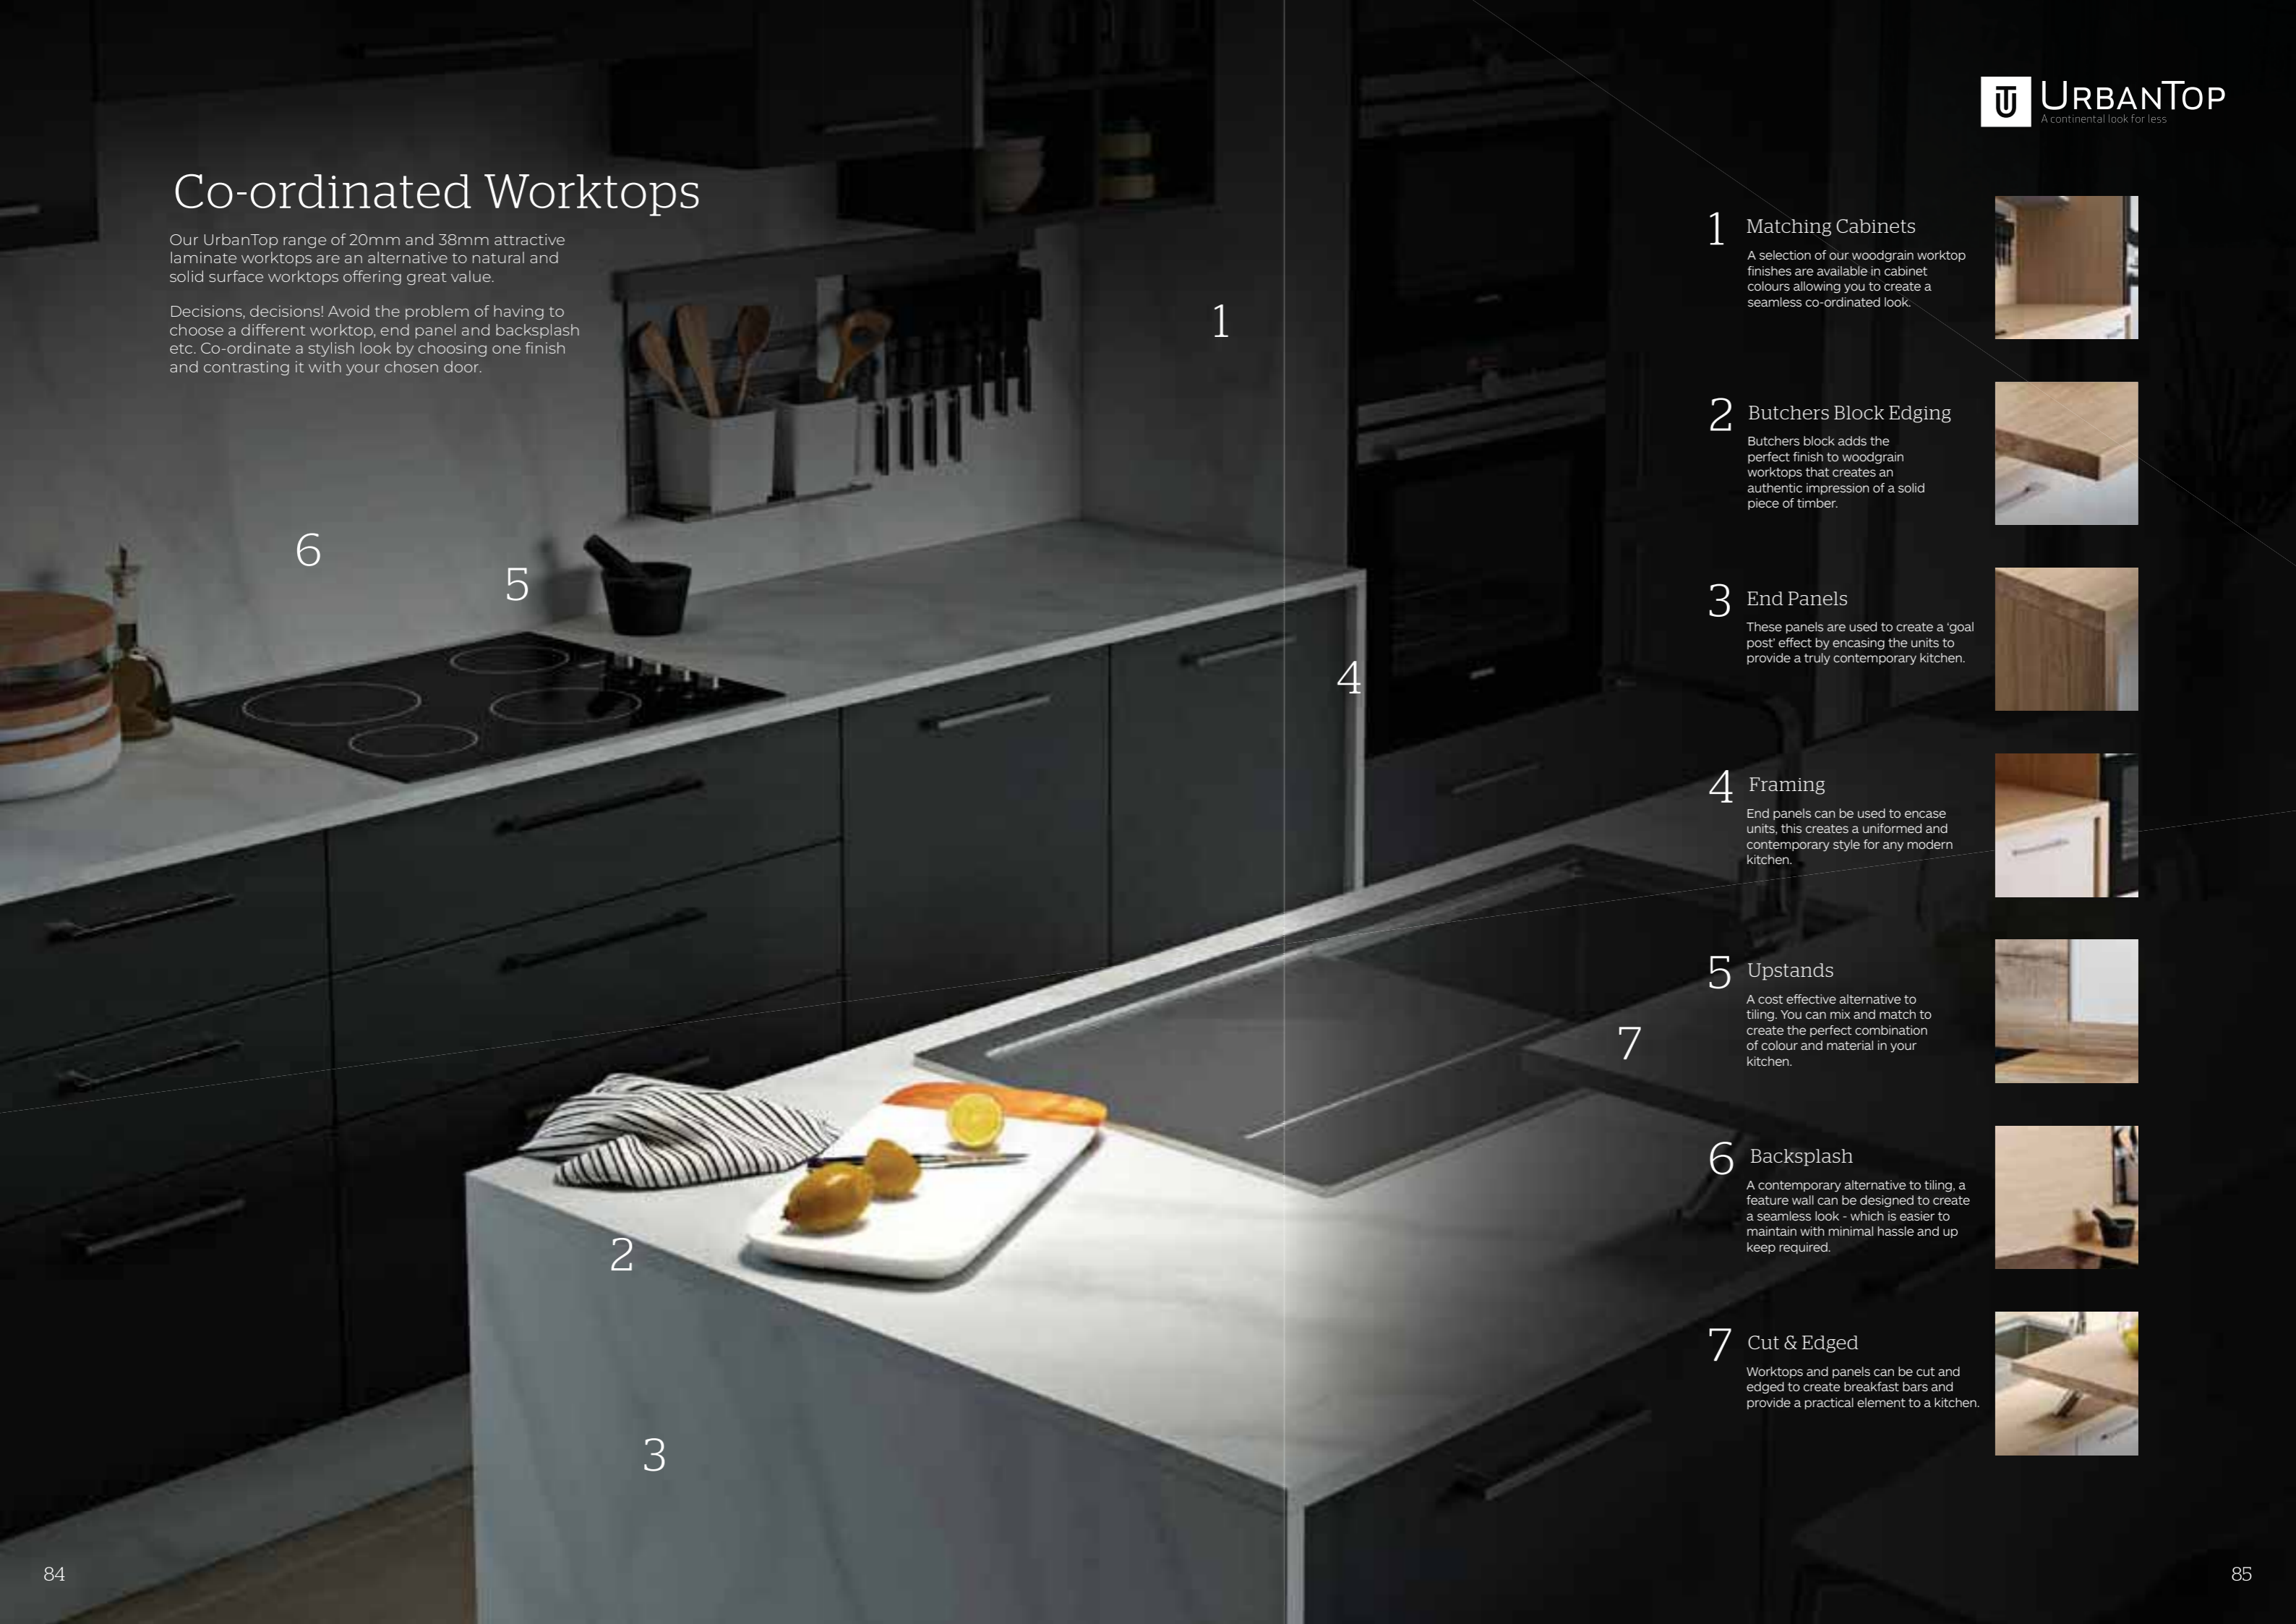 Co-ordinated Worktops
Our UrbanTop range of 20mm and 38mm attractive
laminate worktops are an alternative to natural and
solid surface worktops offering great value.
Decisions, decisions! Avoid the problem of having to
choose a different worktop, end panel and backsplash
etc. Co-ordinate a stylish look by choosing one finish
and contrasting it with your chosen door.
1
6
5
4
7
2
3
84
URBANTOP
A continental look for less
1 Matching Cabinets
A selection of our woodgrain worktop
finishes are available in cabinet
colours allowing you to create a
seamless co-ordinated look.
2 Butchers Block Edging
Butchers block adds the
perfect finish to woodgrain
worktops that creates an
authentic impression of a solid
piece of timber.
3 End Panels
These panels are used to create a 'goal
post' effect by encasing the units to
provide a truly contemporary kitchen.
4 Framing
End panels can be used to encase
units, this creates a uniformed and
contemporary style for any modern
kitchen.
5 Upstands
A cost effective alternative to
tiling. You can mix and match to
create the perfect combination
of colour and material in your
kitchen.
6 Backsplash
A contemporary alternative to tiling, a
feature wall can be designed to create
a seamless look - which is easier to
maintain with minimal hassle and up
keep required.
7 Cut & Edged
Worktops and panels can be cut and
edged to create breakfast bars and
provide a practical element to a kitchen.
85